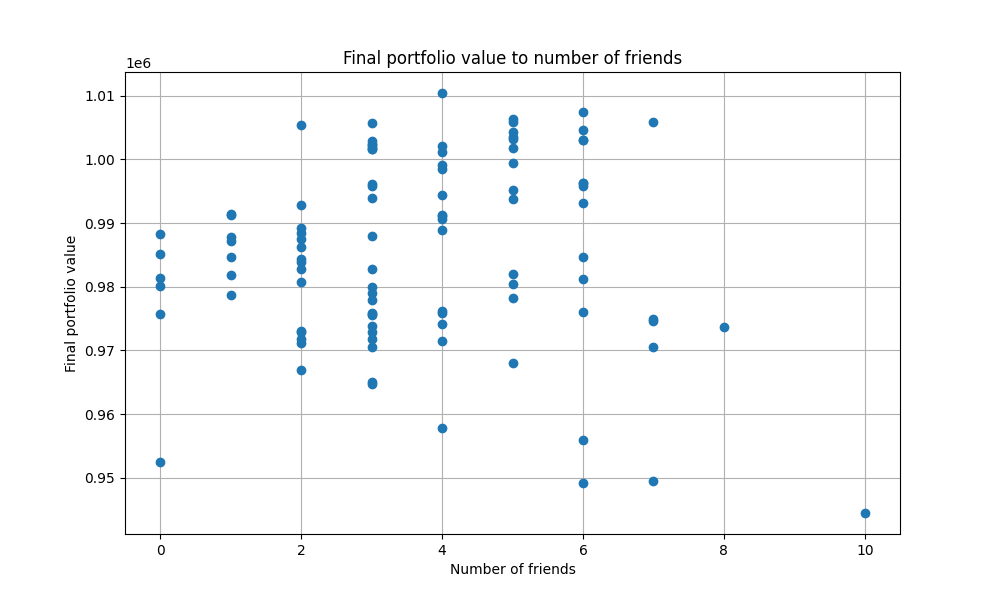 Final portfolio value to number of friends
1e6
1.01
1.00
0.99
0.98
0.97
0.96
0.95
Final portfolio value
0 2 4 6 8 10
Number of friends